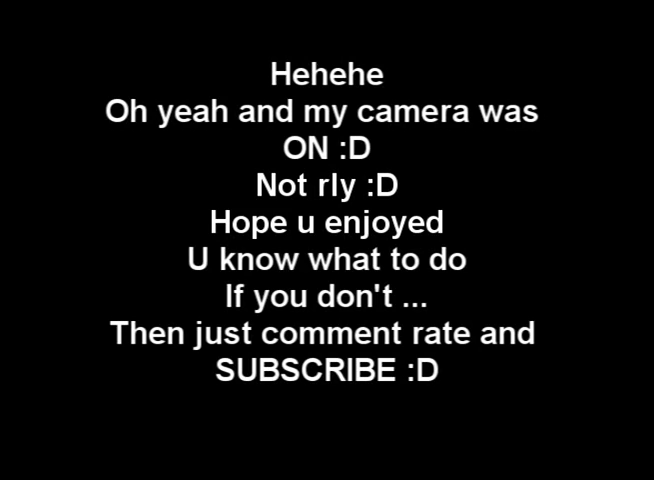 Hehehe
Oh yeah and my camera was
ON :D
Not rly :D
Hope u enjoyed
U know what to do
If you don't ...
Then just comment rate and
SUBSCRIBE :D